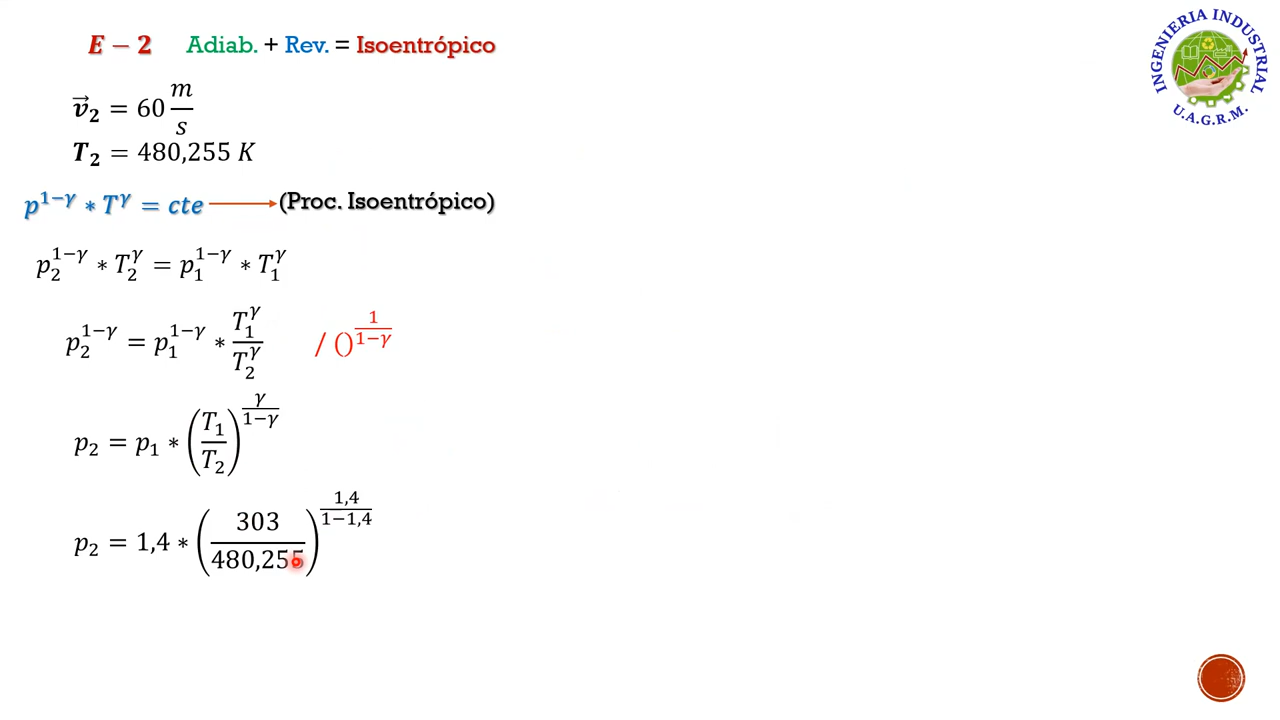 E − 2 Adiab. + Rev. = Isoentrópico
INGENIERIA INDUSTRIAL
U.A.G.R.M.
v⃗₂ = 60 m/s
T₂ = 480,255 K
p^(1−γ) * T^γ = cte → (Proc. Isoentrópico)
p₂^(1−γ) * T₂^γ = p₁^(1−γ) * T₁^γ
p₂^(1−γ) = p₁^(1−γ) * T₁^γ/T₂^γ / ()^(1/(1−γ))
p₂ = p₁ * (T₁/T₂)^(γ/(1−γ))
p₂ = 1,4 * (303/480,255)^(1,4/(1−1,4))